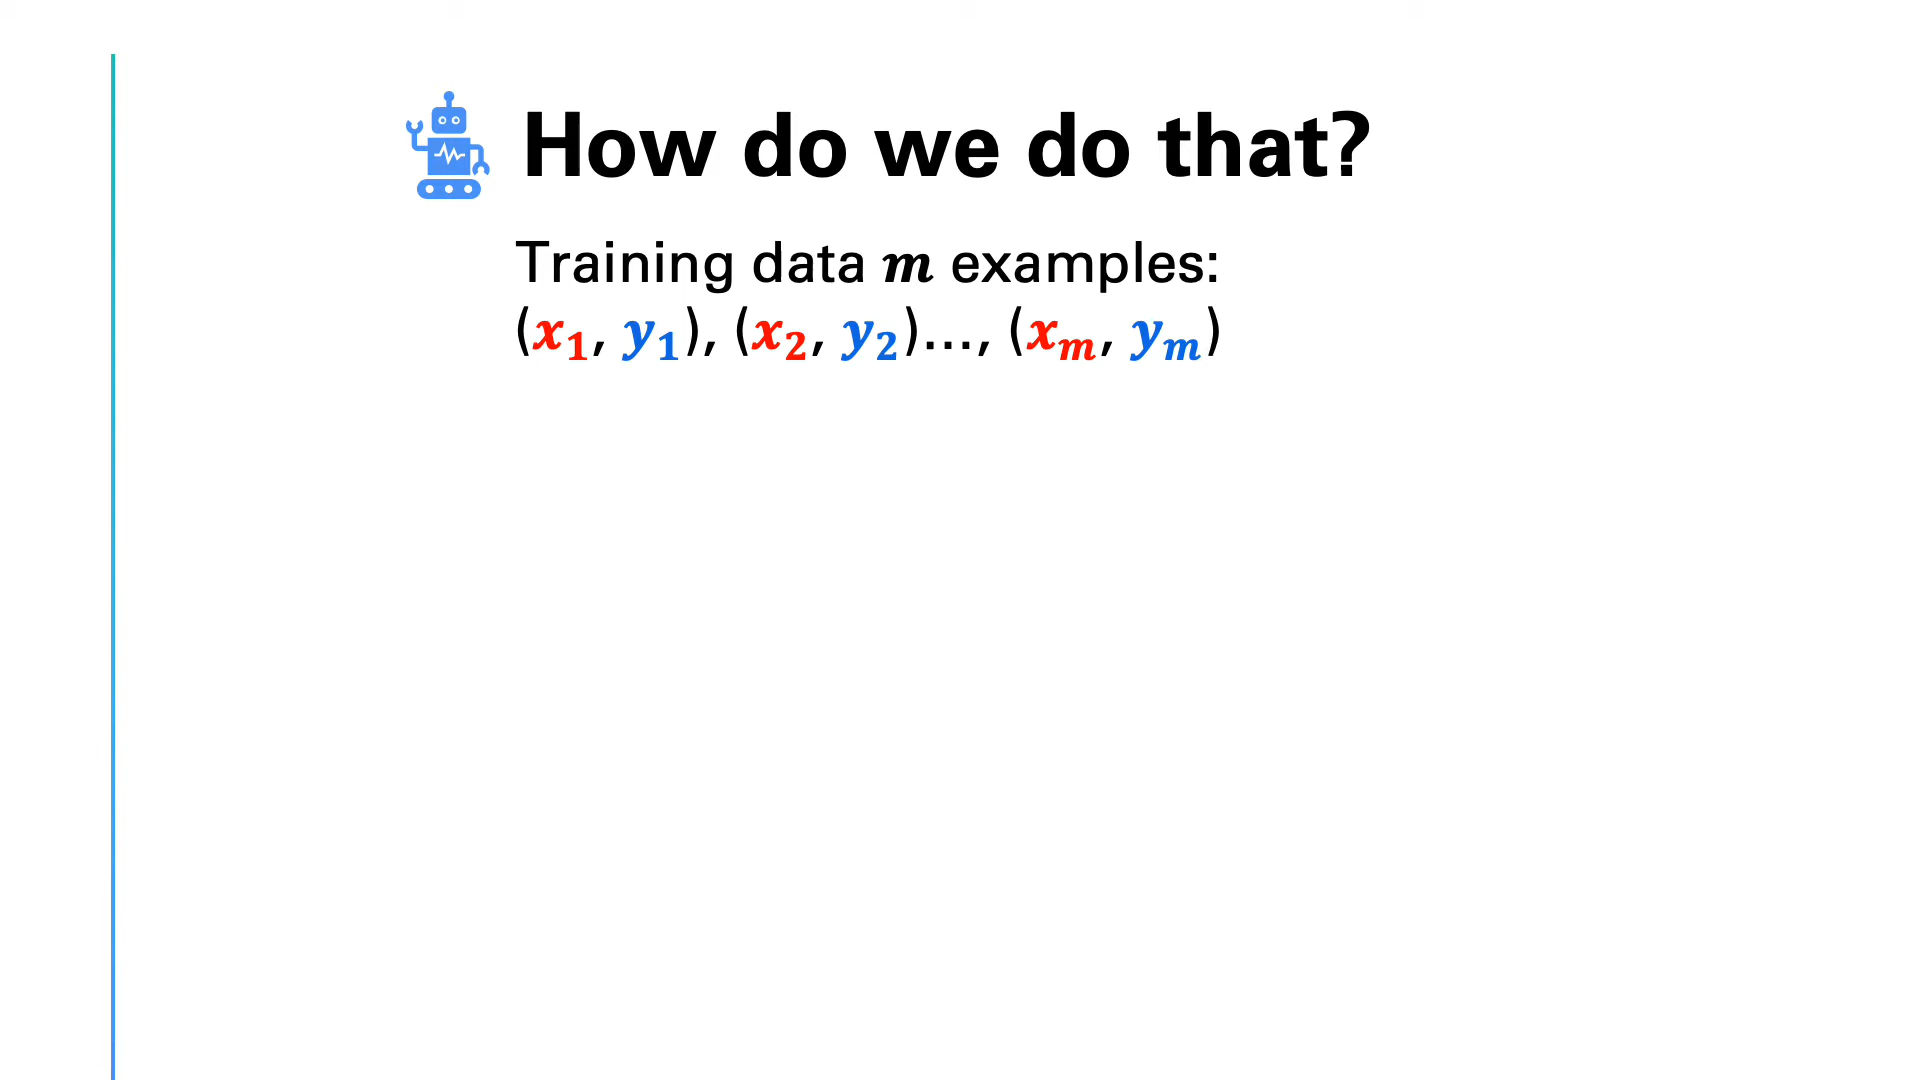 How do we do that?
Training data m examples:
(x₁, y₁), (x₂, y₂)..., (xₘ, yₘ)